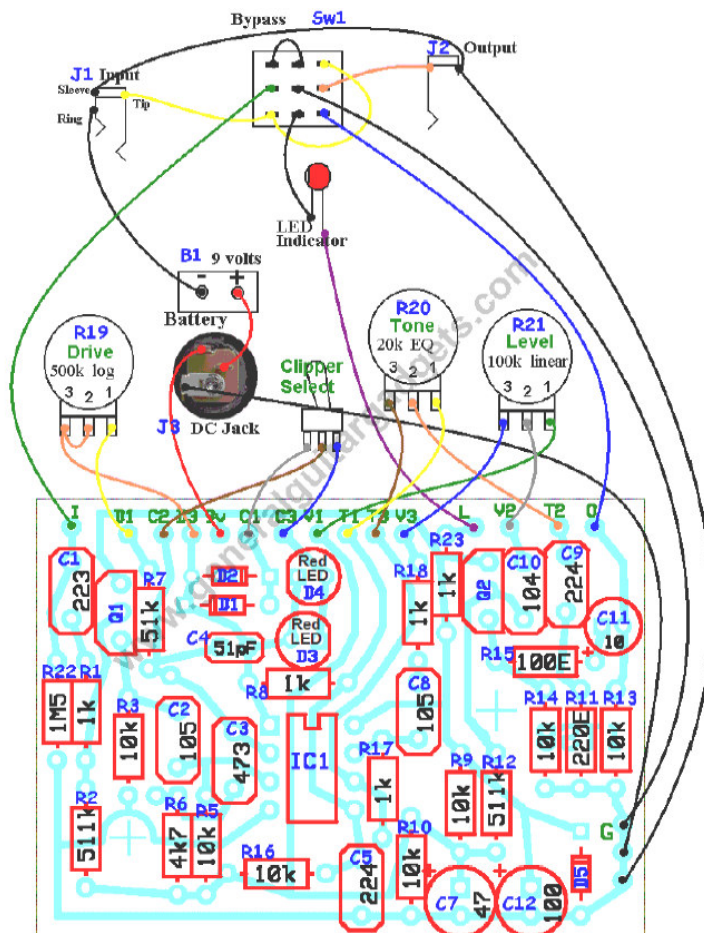 Bypass
Sw1
J2 Output
J1 Input
Sleeve
Tip
Ring
LED
Indicator
B1 9 volts
- +
Battery
R19
Drive
500k log
3 2 1
J3
DC Jack
Clipper
Select
R20
Tone
20k EQ
3 2 1
R21
Level
100k linear
3 2 1
www.generalguitargadgets.com
I D1 C2 9v C1 C3 V1 T1 T3 V3 L V2 T2 O
C1
223
Q1
R7
51k
D2
D1
Red
LED
D4
Red
LED
D3
C4
51pF
R18
1k
R23
1k
Q2
C10
104
C9
224
C11
10
R15
100E
R22
1M5
R1
1k
R3
10k
C2
105
C3
473
R8
1k
IC1
C8
105
R14
10k
R11
220E
R13
10k
R17
1k
R9
10k
R12
511k
R2
511k
R6
4k7
R5
10k
R16
10k
C5
224
R10
10k
C7
47
C12
100
D5
G